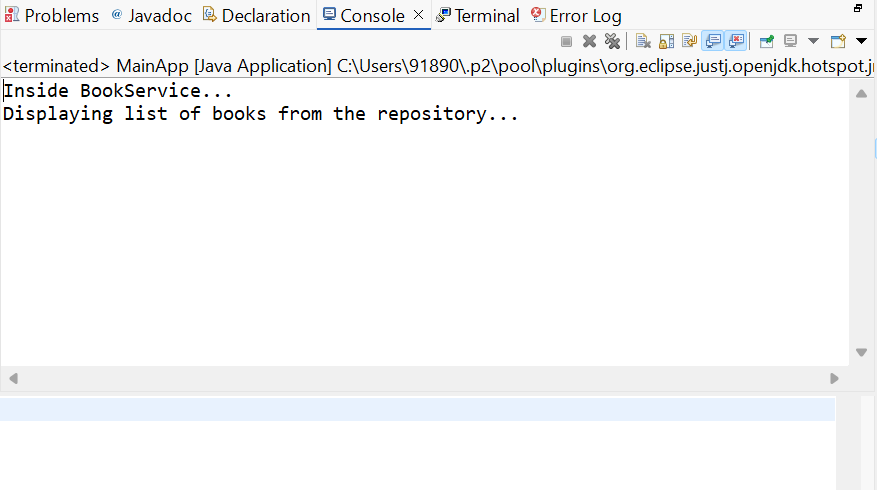 Problems @ Javadoc Declaration Console Terminal Error Log
<terminated> MainApp [Java Application] C:\Users\91890\.p2\pool\plugins\org.eclipse.justj.openjdk.hotspot.j
Inside BookService...
Displaying list of books from the repository...